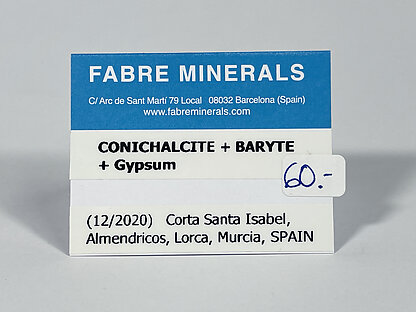 FABRE MINERALS
C/ Arc de Sant Martí 79 Local 08032 Barcelona (Spain)
www.fabreminerals.com
CONICHALCITE + BARYTE
+ Gypsum
60.-
(12/2020) Corta Santa Isabel,
Almendricos, Lorca, Murcia, SPAIN